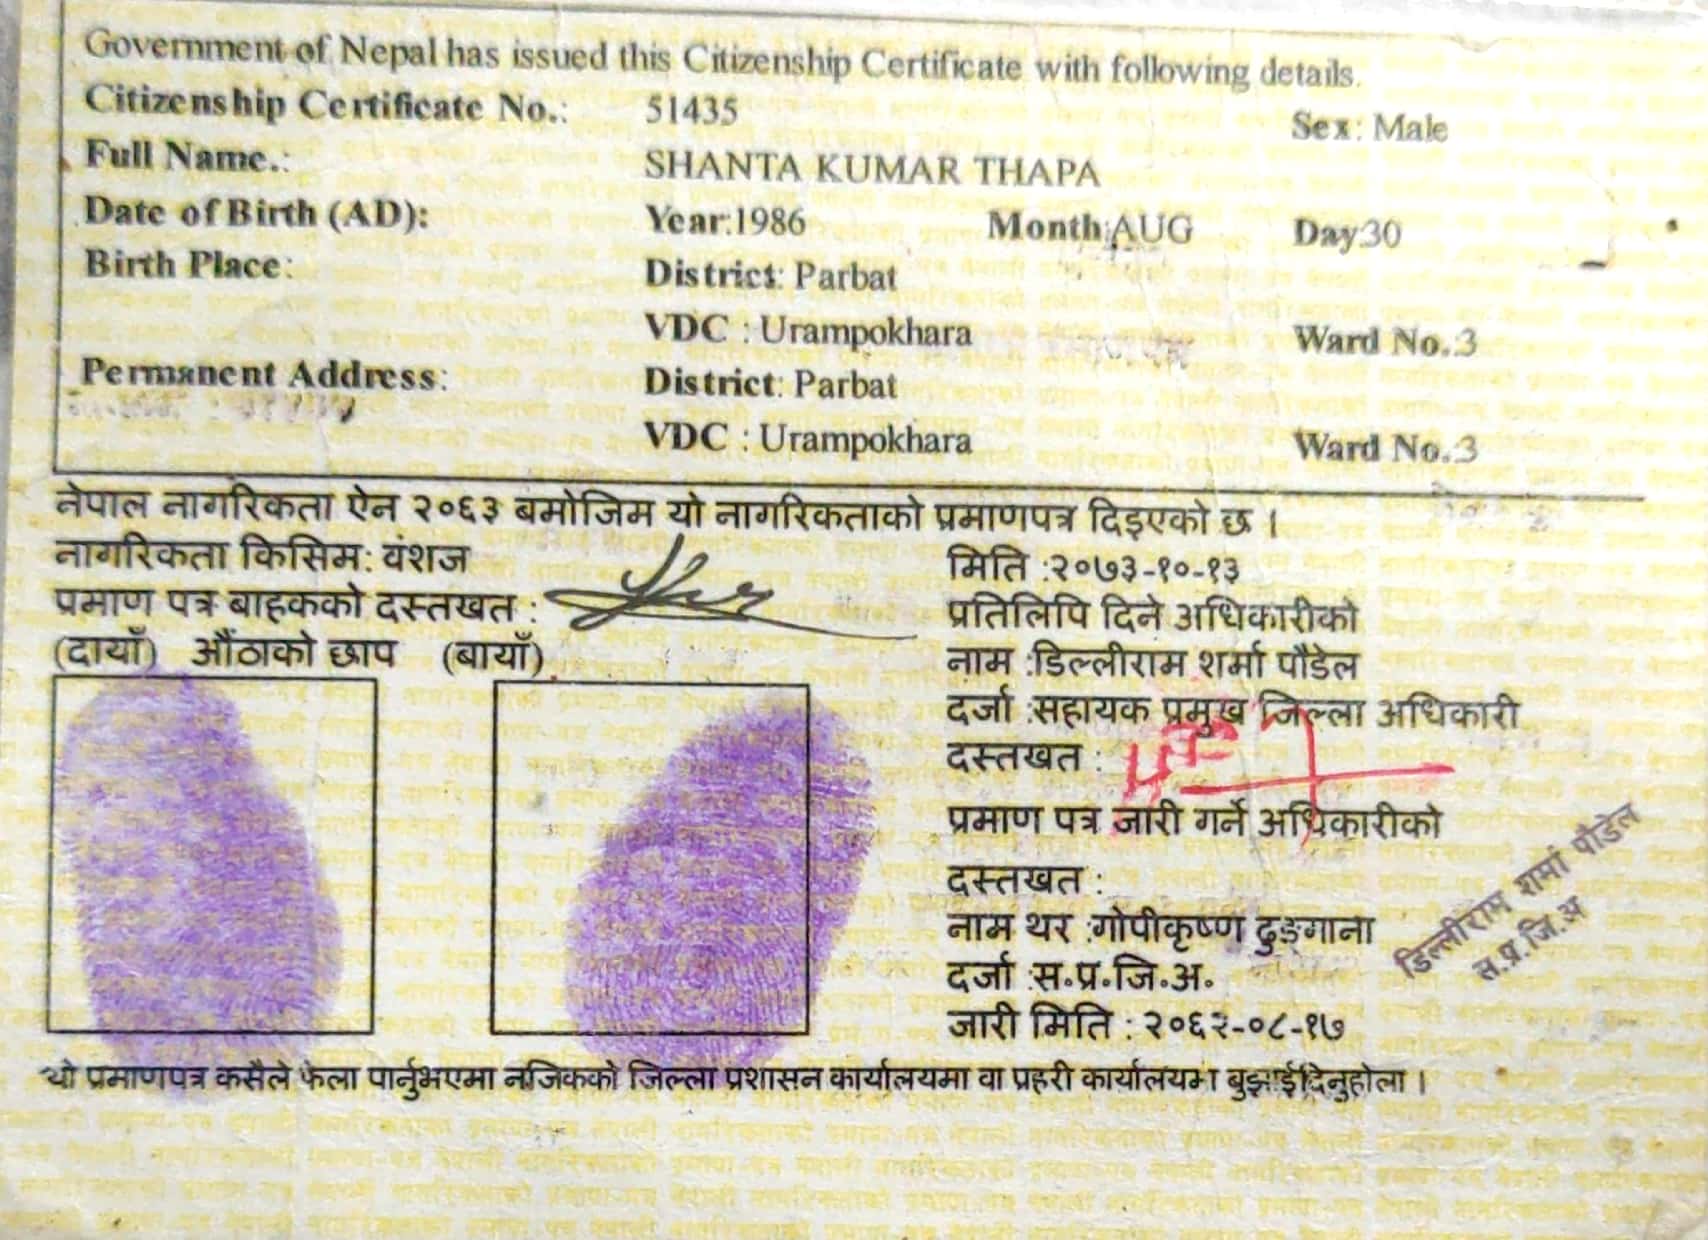 Government of Nepal has issued this Citizenship Certificate with following details.
Citizenship Certificate No.: 51435 Sex: Male
Full Name.: SHANTA KUMAR THAPA
Date of Birth (AD): Year:1986 Month:AUG Day30
Birth Place: District: Parbat
VDC : Urampokhara Ward No.:3
Permanent Address: District: Parbat
VDC : Urampokhara Ward No.:3
नेपाल नागरिकता ऐन २०६३ बमोजिम यो नागरिकताको प्रमाणपत्र दिइएको छ ।
नागरिकता किसिम: वंशज
प्रमाण पत्र बाहकको दस्तखत :
(दायाँ) औंठाको छाप (बायाँ)
मिति :२०७३-१०-१३
प्रतिलिपि दिने अधिकारीको
नाम :डिल्लीराम शर्मा पौडेल
दर्जा :सहायक प्रमुख जिल्ला अधिकारी
दस्तखत :
प्रमाण पत्र जारी गर्ने अधिकारीको
दस्तखत :
नाम थर :गोपीकृष्ण ढुङगाना
दर्जा :स.प्र.जि.अ.
जारी मिति : २०६२-०८-१७
डिल्लीराम शर्मा पौडेल
स.प्र.जि.अ
यो प्रमाणपत्र कसैले फेला पार्नुभएमा नजिकको जिल्ला प्रशासन कार्यालयमा वा प्रहरी कार्यालयमा बुझाईदिनुहोला ।